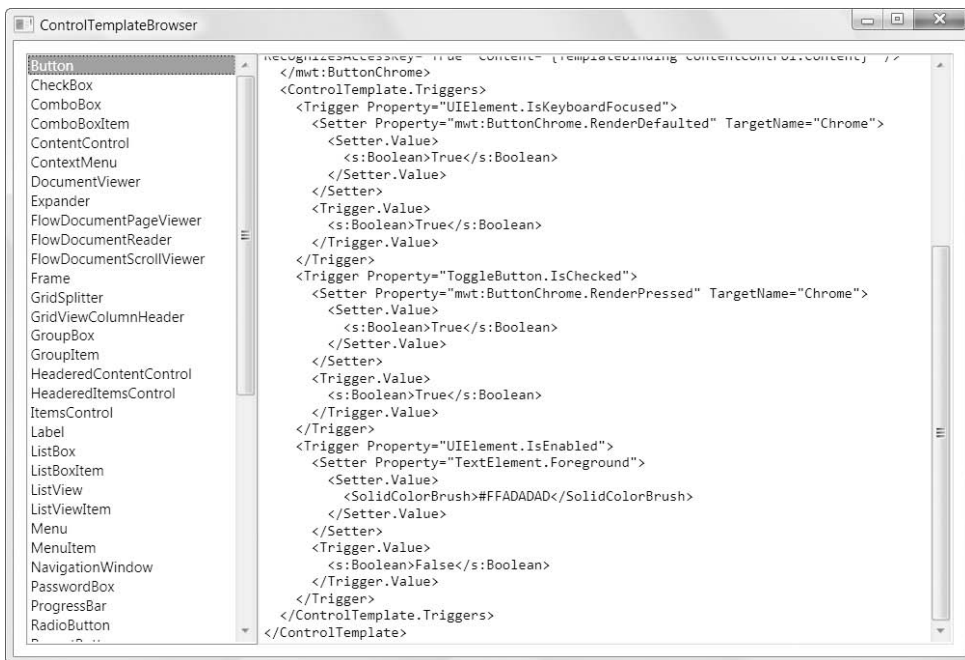 ControlTemplateBrowser
Button
CheckBox
ComboBox
ComboBoxItem
ContentControl
ContextMenu
DocumentViewer
Expander
FlowDocumentPageViewer
FlowDocumentReader
FlowDocumentScrollViewer
Frame
GridSplitter
GridViewColumnHeader
GroupBox
GroupItem
HeaderedContentControl
HeaderedItemsControl
ItemsControl
Label
ListBox
ListBoxItem
ListView
ListViewItem
Menu
MenuItem
NavigationWindow
PasswordBox
ProgressBar
RadioButton
RecognizesAccessKey="True" Content="{TemplateBinding ContentControl.Content}" />
</mwt:ButtonChrome>
<ControlTemplate.Triggers>
<Trigger Property="UIElement.IsKeyboardFocused">
<Setter Property="mwt:ButtonChrome.RenderDefaulted" TargetName="Chrome">
<Setter.Value>
<s:Boolean>True</s:Boolean>
</Setter.Value>
</Setter>
<Trigger.Value>
<s:Boolean>True</s:Boolean>
</Trigger.Value>
</Trigger>
<Trigger Property="ToggleButton.IsChecked">
<Setter Property="mwt:ButtonChrome.RenderPressed" TargetName="Chrome">
<Setter.Value>
<s:Boolean>True</s:Boolean>
</Setter.Value>
</Setter>
<Trigger.Value>
<s:Boolean>True</s:Boolean>
</Trigger.Value>
</Trigger>
<Trigger Property="UIElement.IsEnabled">
<Setter Property="TextElement.Foreground">
<Setter.Value>
<SolidColorBrush>#FFADADAD</SolidColorBrush>
</Setter.Value>
</Setter>
<Trigger.Value>
<s:Boolean>False</s:Boolean>
</Trigger.Value>
</Trigger>
</ControlTemplate.Triggers>
</ControlTemplate>